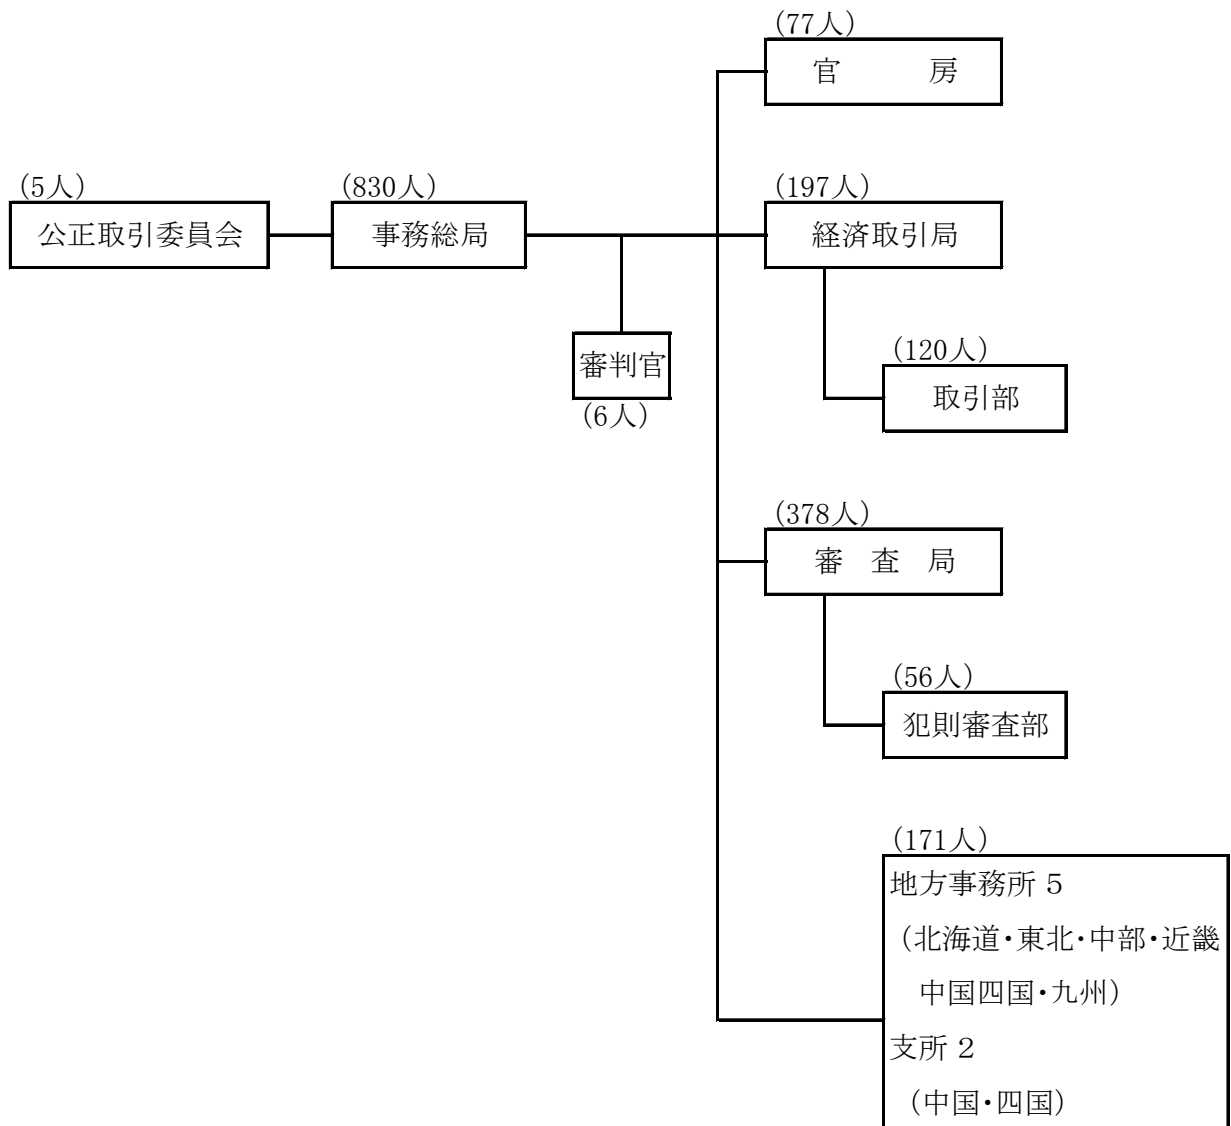 (77人)
官　　　房
(5人)
公正取引委員会
(830人)
事務総局
(197人)
経済取引局
審判官
(6人)
(120人)
取引部
(378人)
審　査　局
(56人)
犯則審査部
(171人)
地方事務所 5
(北海道・東北・中部・近畿
中国四国・九州)
支所 2
(中国・四国)